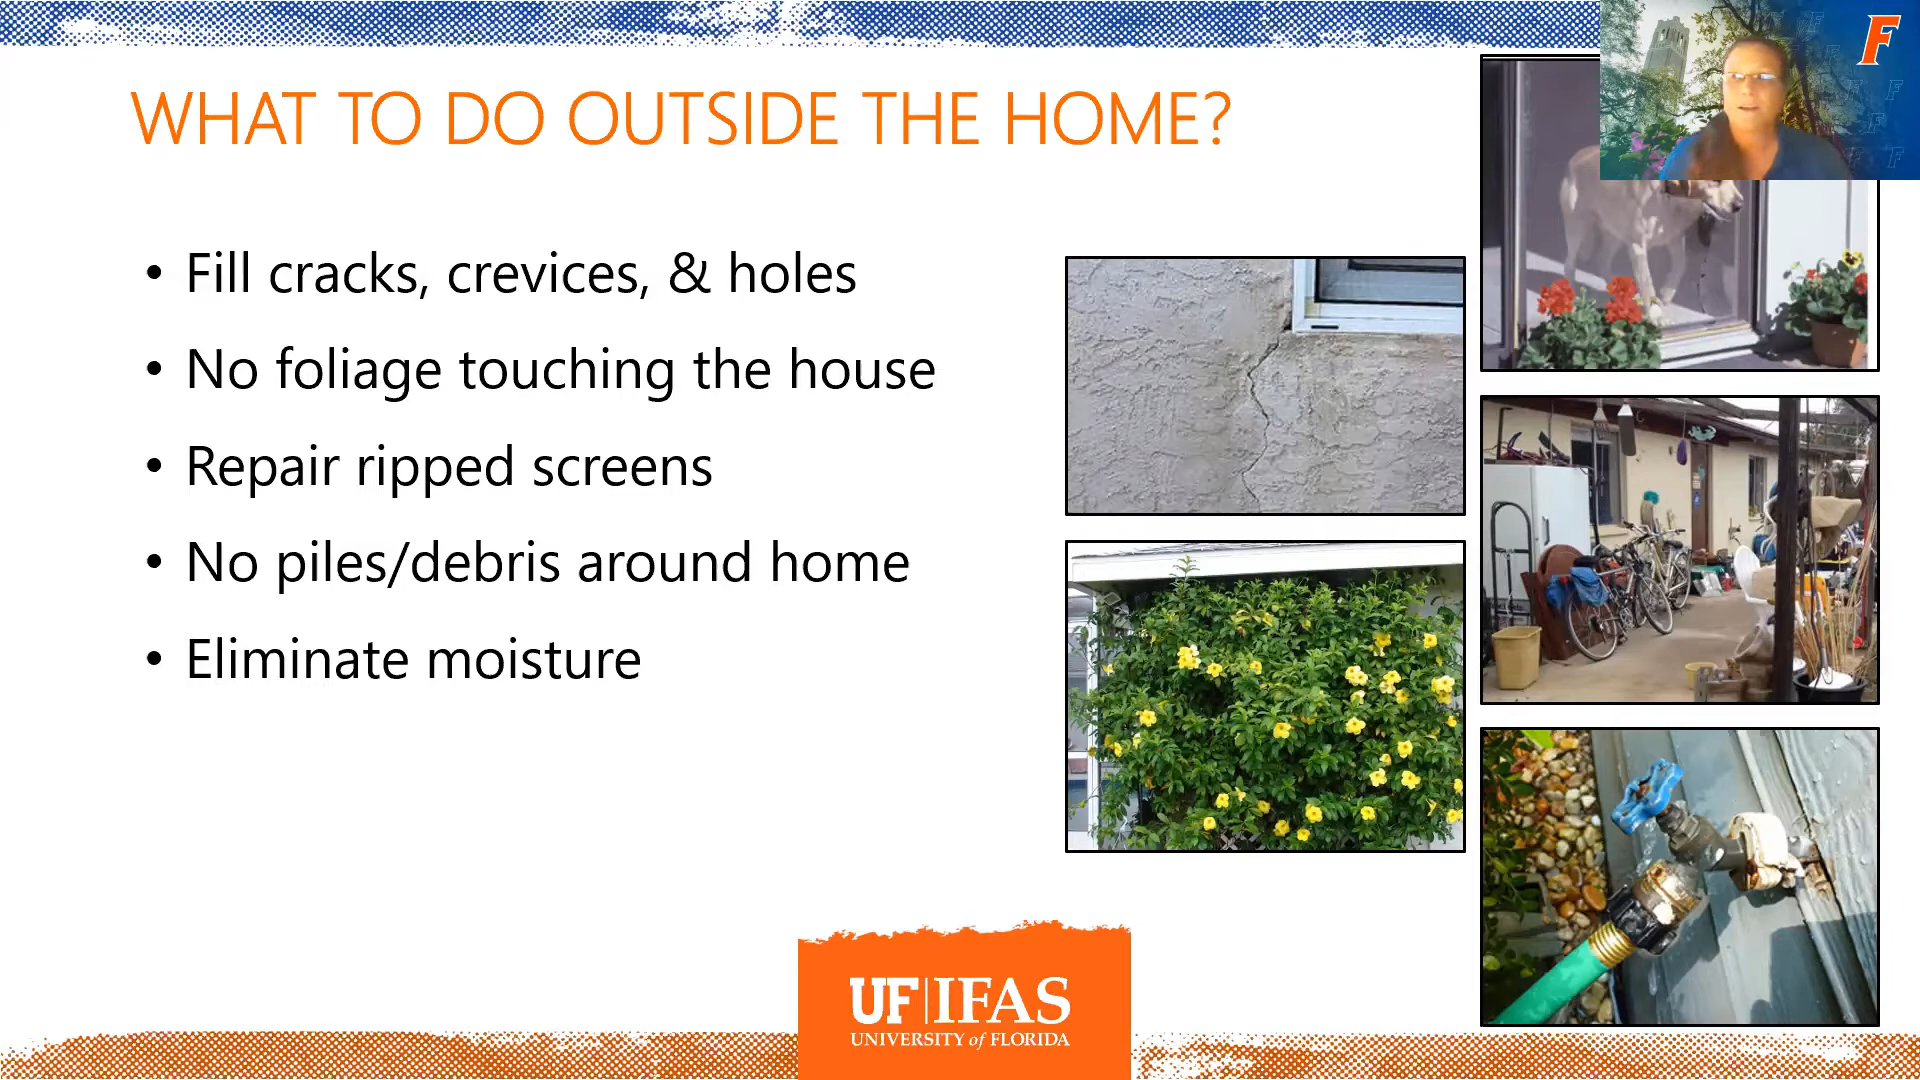 WHAT TO DO OUTSIDE THE HOME?
• Fill cracks, crevices, & holes
• No foliage touching the house
• Repair ripped screens
• No piles/debris around home
• Eliminate moisture
F
UF|IFAS
UNIVERSITY of FLORIDA